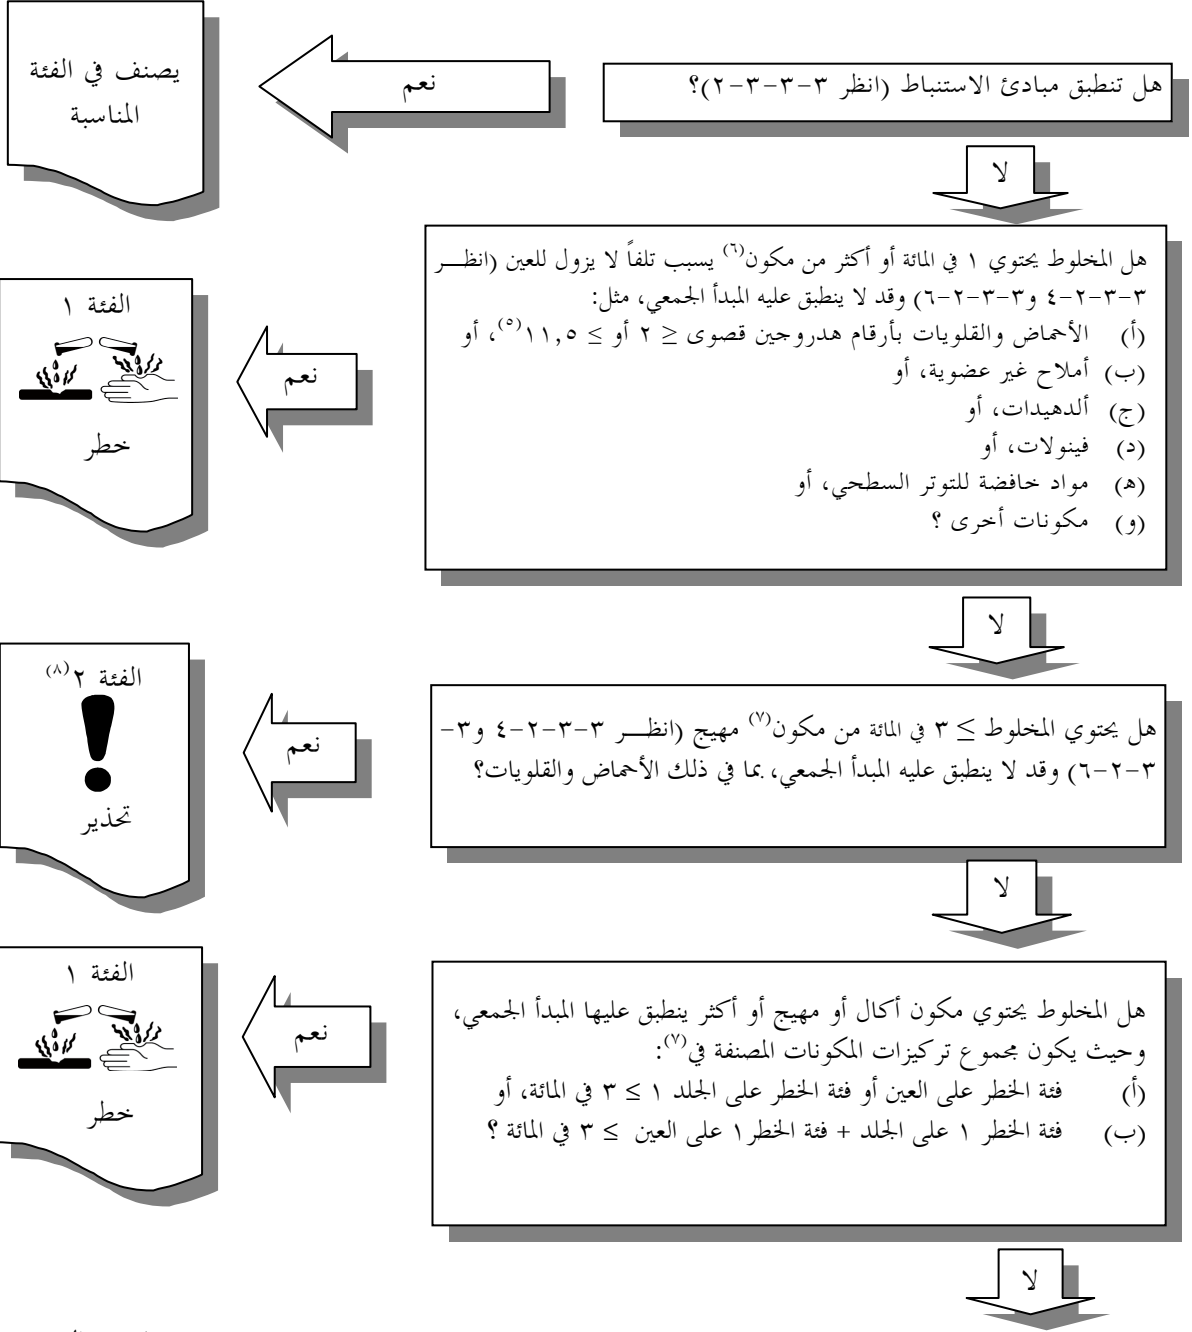 هل تنطبق مبادئ الاستنباط (انظر ٣-٣-٣-٢)؟
نعم
يصنف في الفئة
المناسبة
لا
هل المخلوط يحتوي ١ في المائة أو أكثر من مكون(٦) يسبب تلفاً لا يزول للعين (انظـــر
٣-٣-٢-٤ و٣-٣-٢-٦) وقد لا ينطبق عليه المبدأ الجمعي، مثل:
(أ) الأحماض والقلويات بأرقام هدروجين قصوى ≥ ٢ أو ≤ ١١,٥(٥)، أو
(ب) أملاح غير عضوية، أو
(ج) ألدهيدات، أو
(د) فينولات، أو
(ه) مواد خافضة للتوتر السطحي، أو
(و) مكونات أخرى ؟
نعم
الفئة ١
خطر
لا
هل يحتوي المخلوط ≤ ٣ في المائة من مكون(٧) مهيج (انظـــر ٣-٣-٢-٤ و٣-
٣-٢-٦) وقد لا ينطبق عليه المبدأ الجمعي، بما في ذلك الأحماض والقلويات؟
نعم
الفئة ٢(٨)
تحذير
لا
هل المخلوط يحتوي مكون أكال أو مهيج أو أكثر ينطبق عليها المبدأ الجمعي،
وحيث يكون مجموع تركيزات المكونات المصنفة في(٧):
(أ) فئة الخطر على العين أو فئة الخطر على الجلد ١ ≤ ٣ في المائة، أو
(ب) فئة الخطر ١ على الجلد + فئة الخطر١ على العين ≤ ٣ في المائة ؟
نعم
الفئة ١
خطر
لا